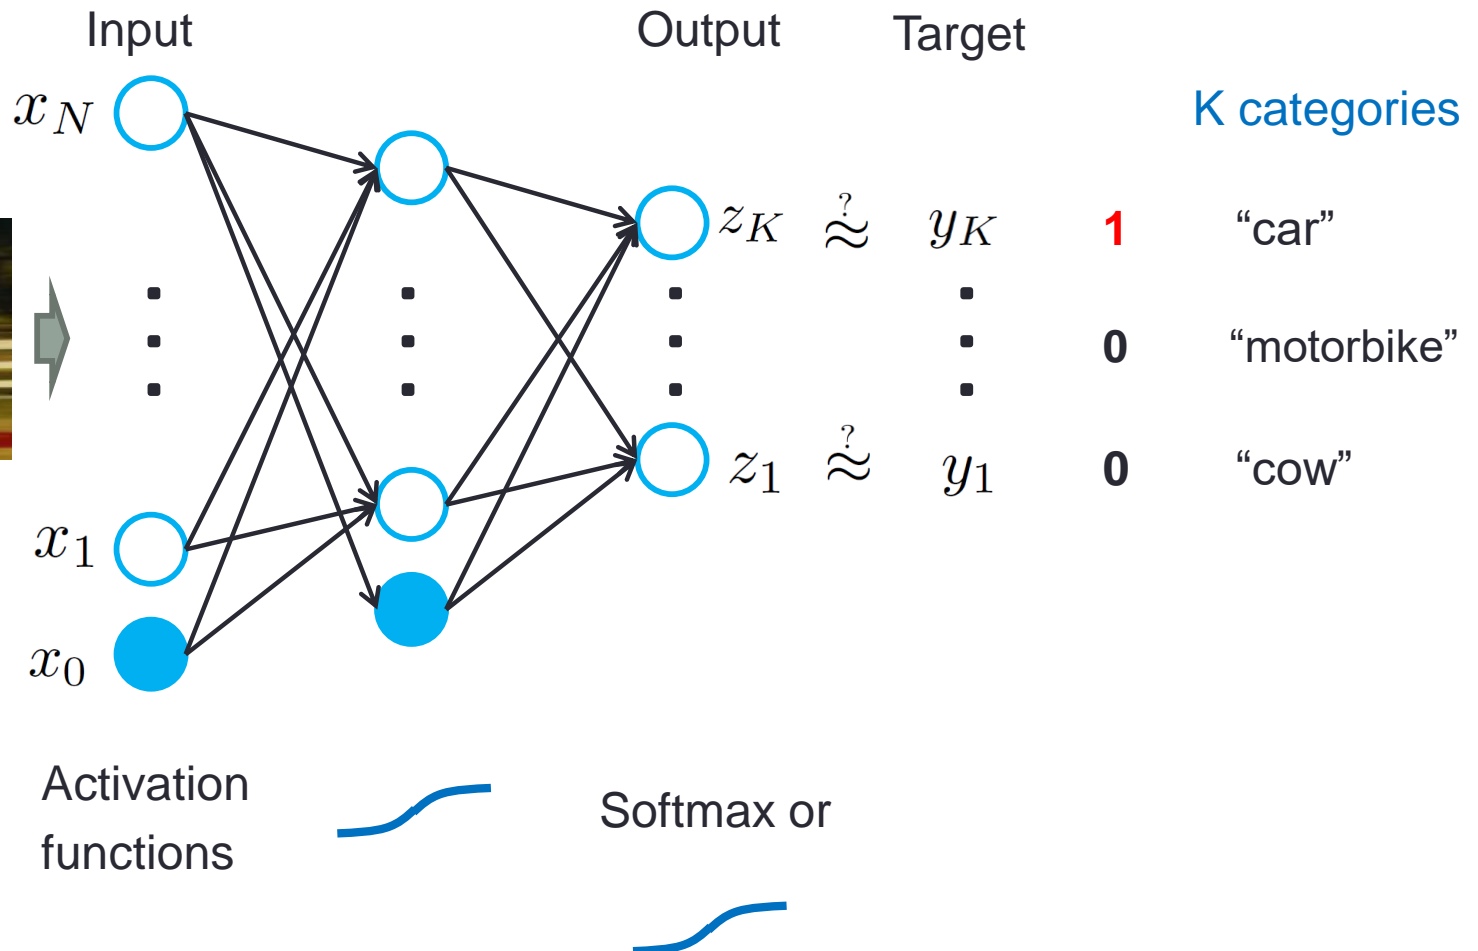 Input Output Target
K categories
x_N
z_K ≈? y_K 1 “car”
0 “motorbike”
z_1 ≈? y_1 0 “cow”
x_1
x_0
Activation
functions
Softmax or